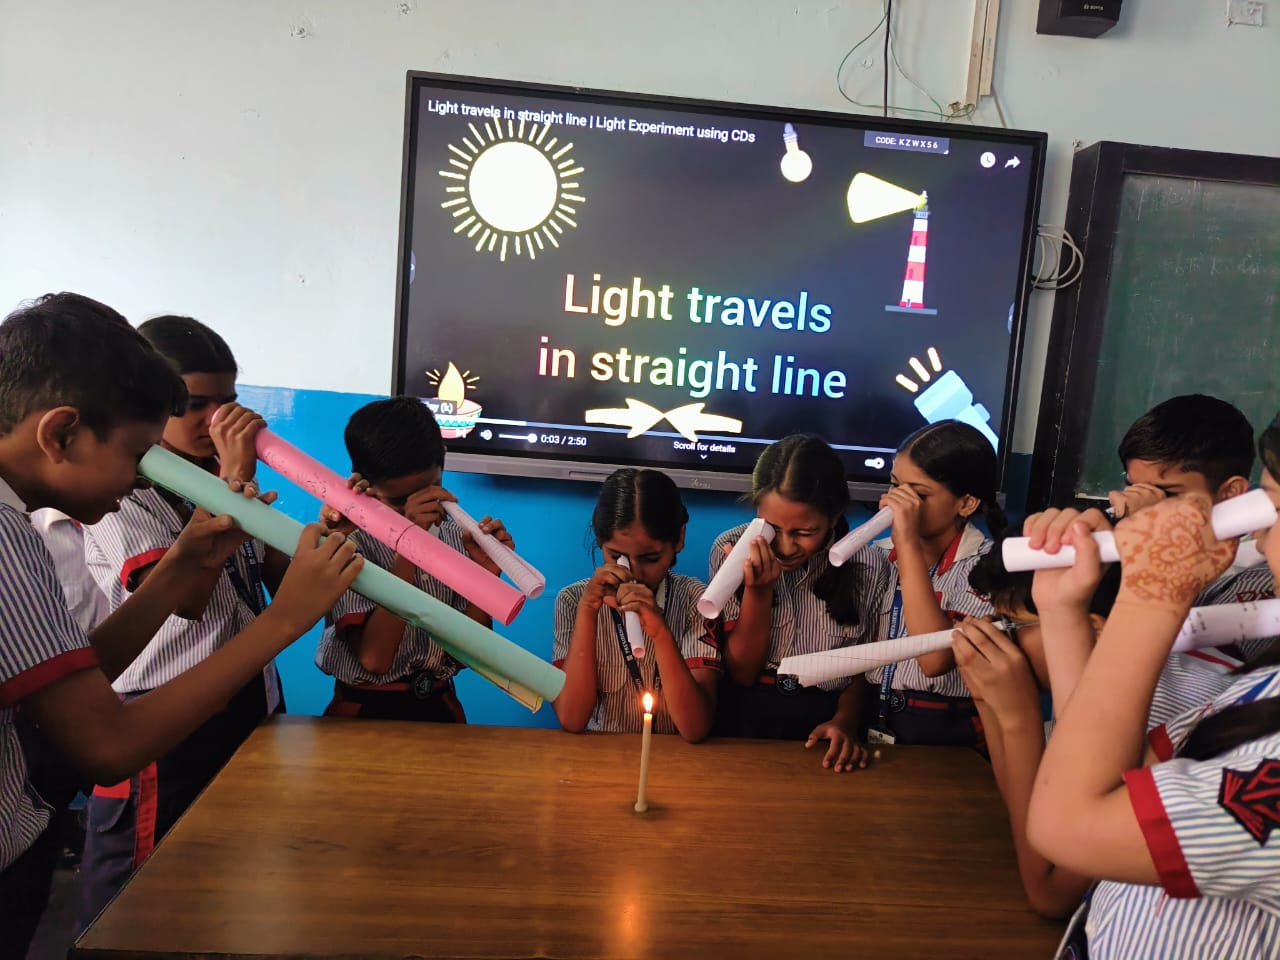 Light travels in straight line | Light Experiment using CDs
CODE: KZWX56
Light travels
in straight line
0:03 / 2:50
Scroll for details